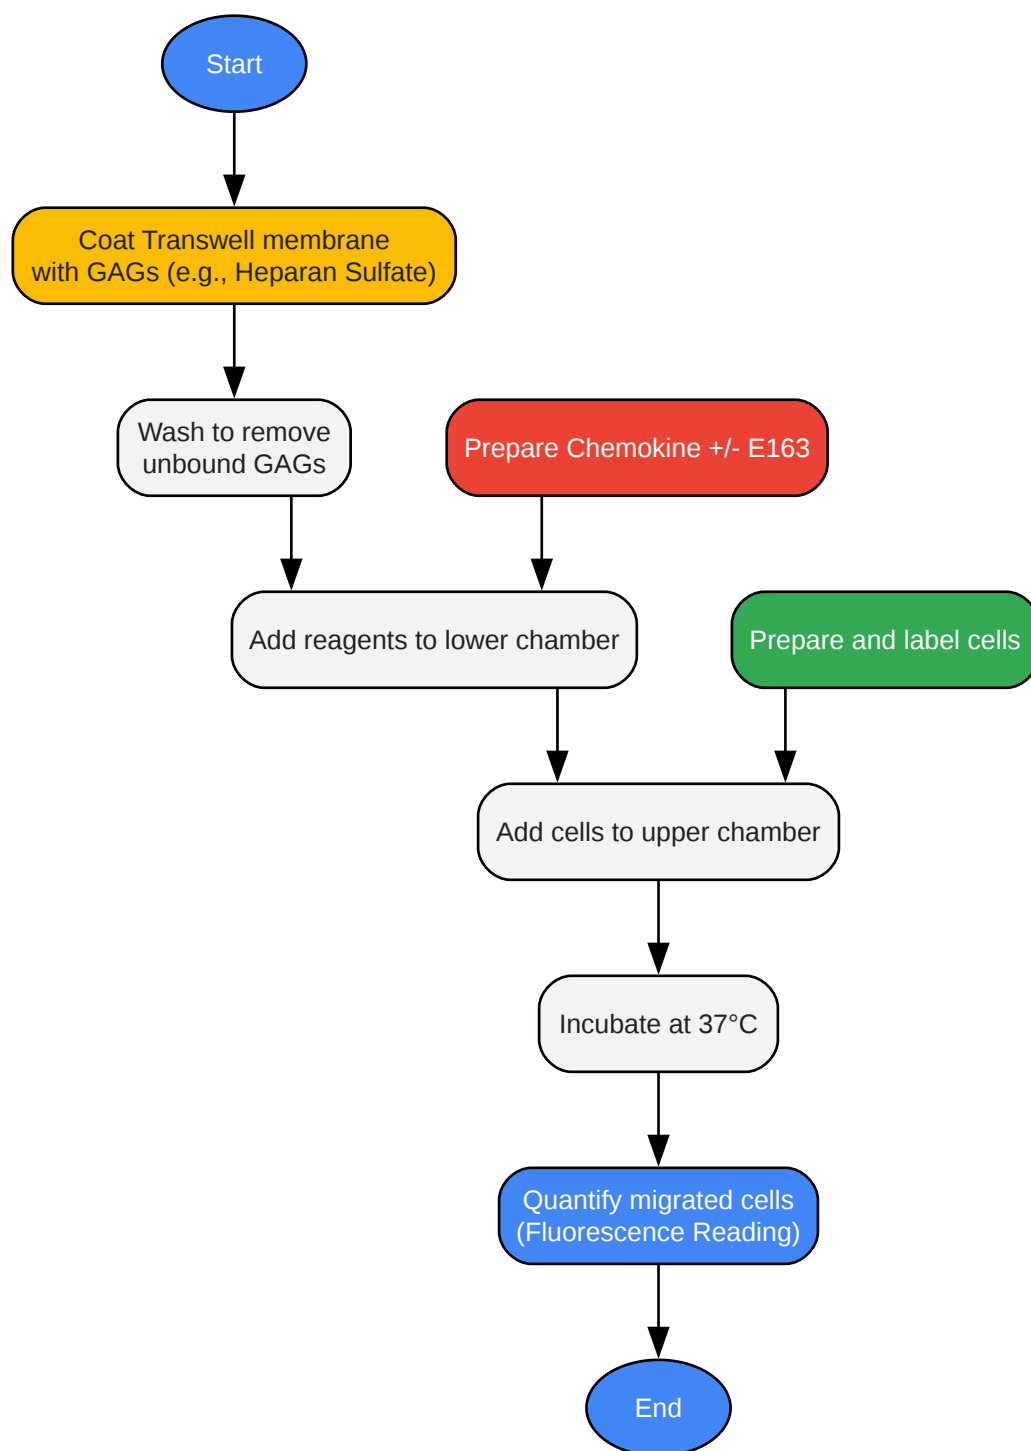 Start
Coat Transwell membrane
with GAGs (e.g., Heparan Sulfate)
Wash to remove
unbound GAGs
Prepare Chemokine +/- E163
Add reagents to lower chamber
Prepare and label cells
Add cells to upper chamber
Incubate at 37°C
Quantify migrated cells
(Fluorescence Reading)
End